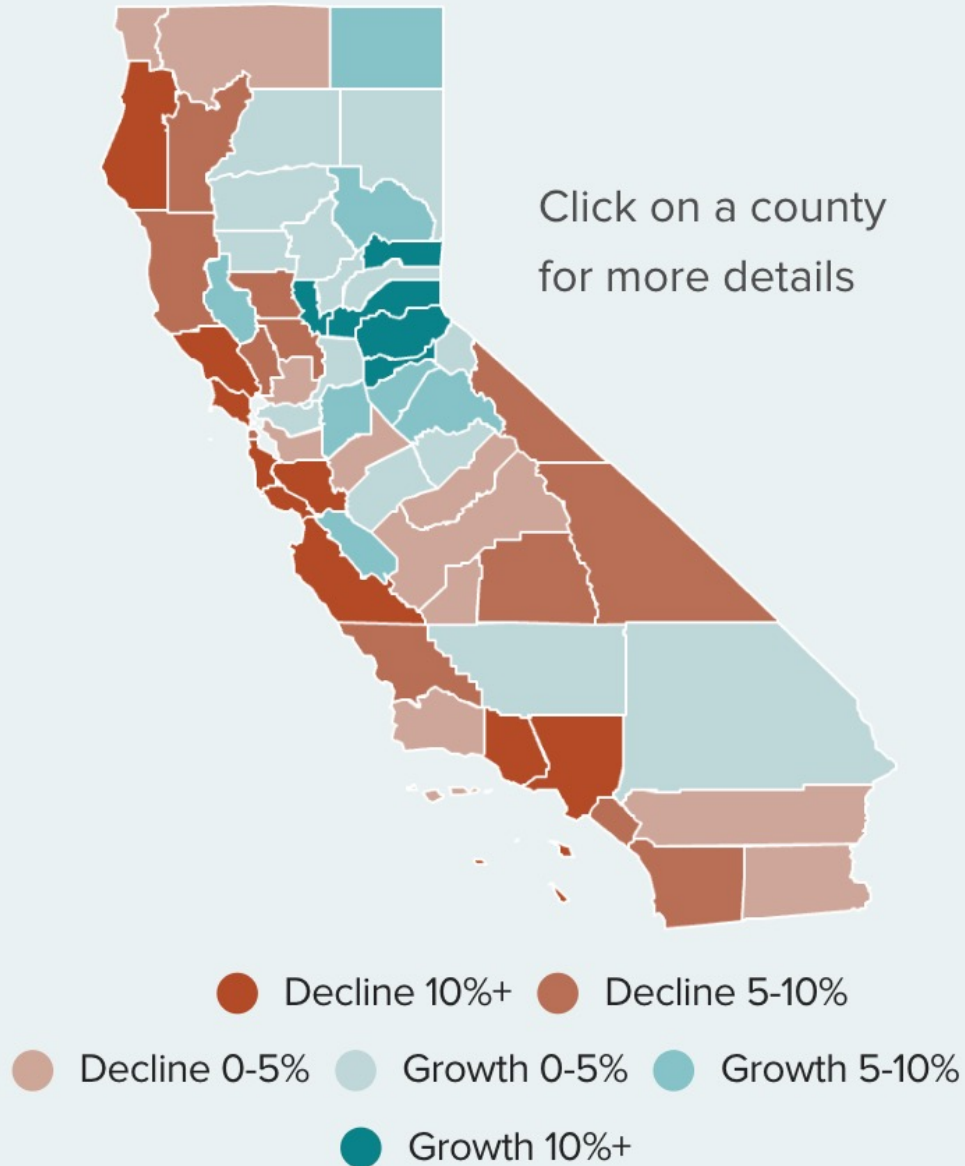 Click on a county
for more details
Decline 10%+ Decline 5-10%
Decline 0-5% Growth 0-5% Growth 5-10%
Growth 10%+